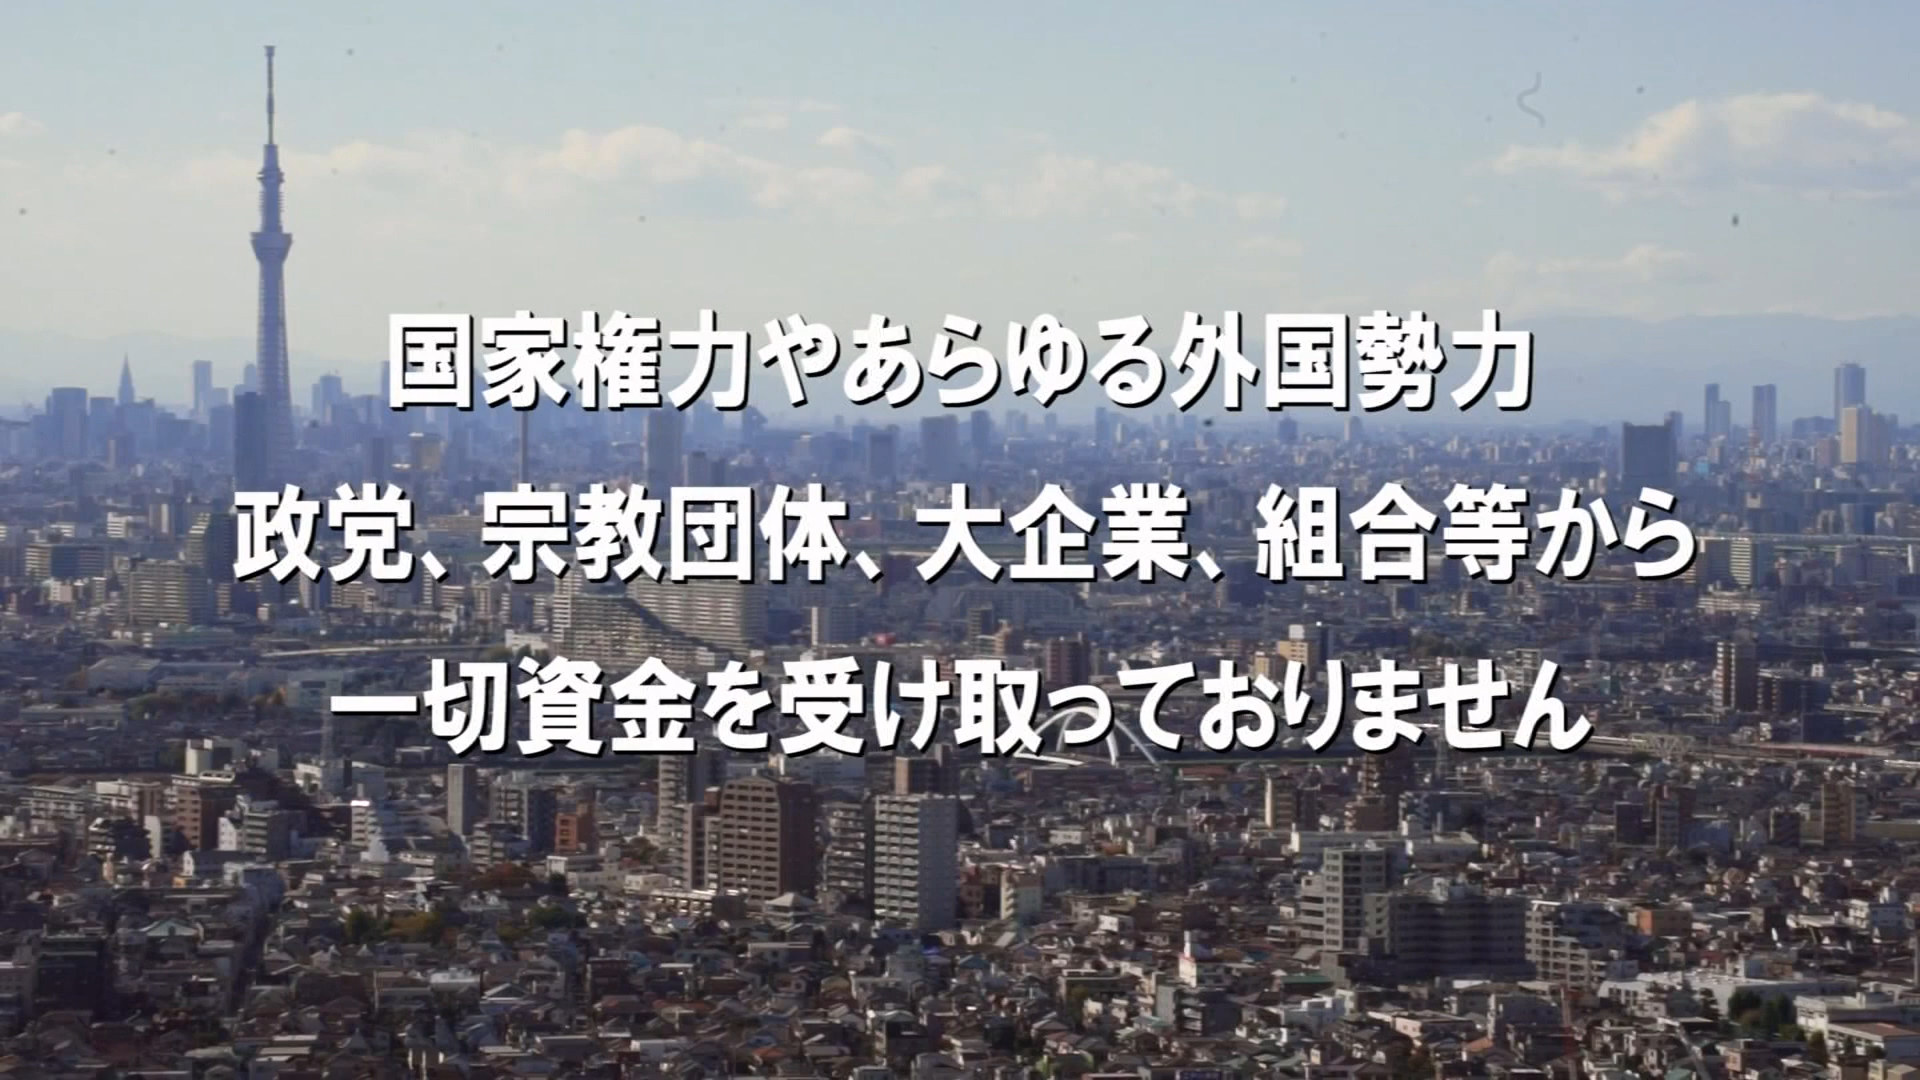 国家権力やあらゆる外国勢力
政党、宗教団体、大企業、組合等から
一切資金を受け取っておりません